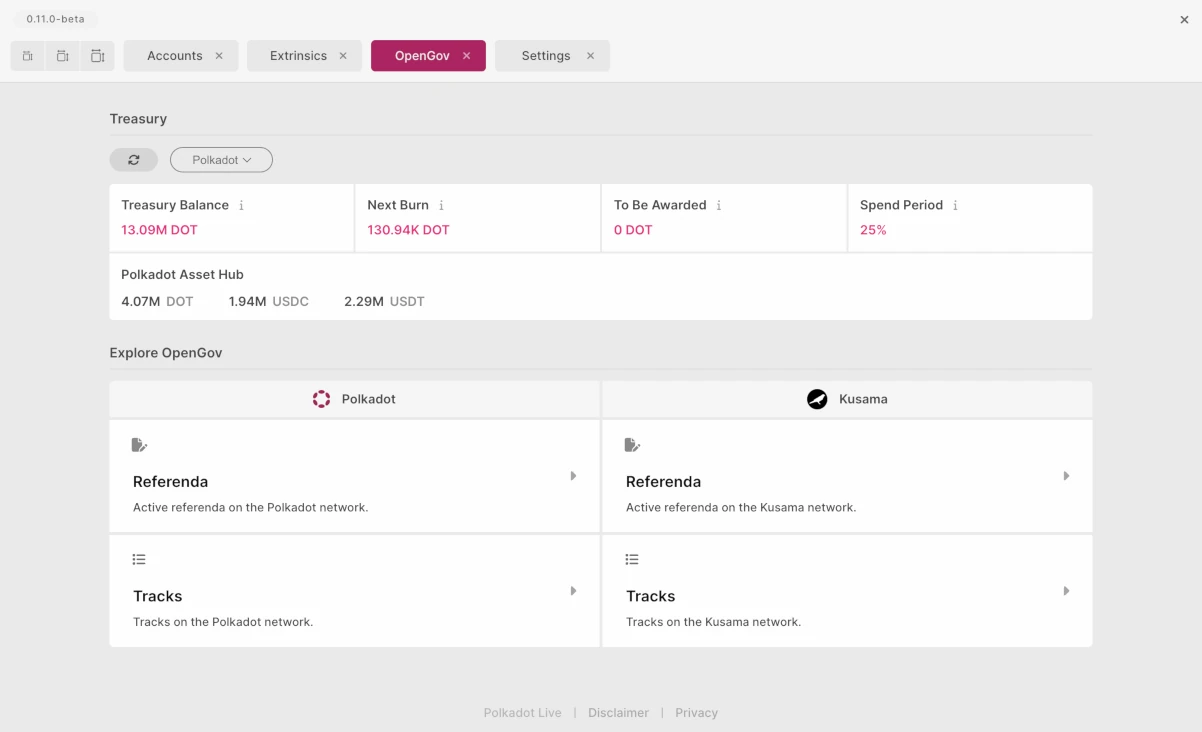 0.11.0-beta
Accounts Extrinsics OpenGov Settings
Treasury
Polkadot
Treasury Balance Next Burn To Be Awarded Spend Period
13.09M DOT 130.94K DOT 0 DOT 25%
Polkadot Asset Hub
4.07M DOT 1.94M USDC 2.29M USDT
Explore OpenGov
Polkadot Kusama
Referenda Referenda
Active referenda on the Polkadot network. Active referenda on the Kusama network.
Tracks Tracks
Tracks on the Polkadot network. Tracks on the Kusama network.
Polkadot Live | Disclaimer | Privacy